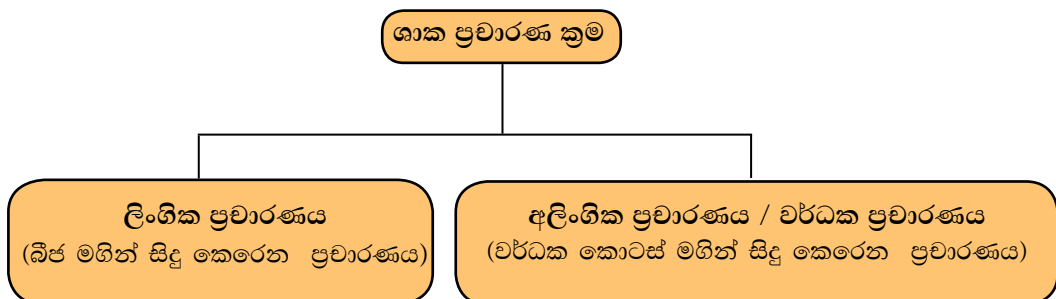 ශාක ප්‍රචාරණ ක්‍රම
ලිංගික ප්‍රචාරණය
(බීජ මගින් සිදු කෙරෙන ප්‍රචාරණය)
අලිංගික ප්‍රචාරණය / වර්ධක ප්‍රචාරණය
(වර්ධක කොටස් මගින් සිදු කෙරෙන ප්‍රචාරණය)